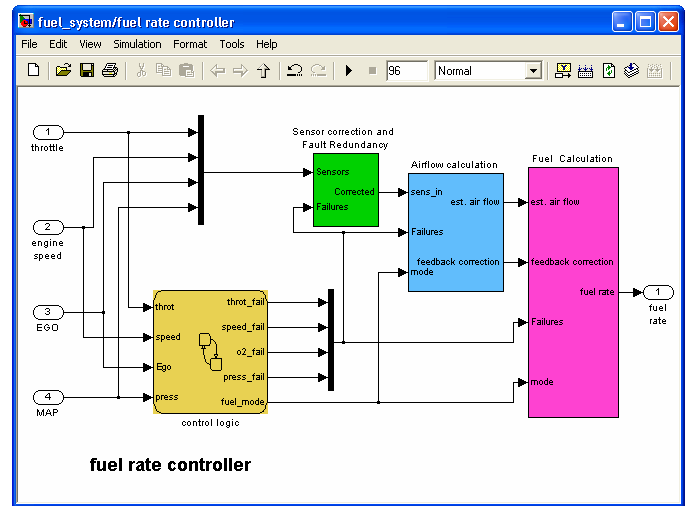 fuel_system/fuel rate controller
File Edit View Simulation Format Tools Help
96 Normal
1
throttle
2
engine
speed
3
EGO
4
MAP
Sensor correction and
Fault Redundancy
Sensors
Corrected
Failures
Airflow calculation
sens_in
est. air flow
Failures
feedback correction
mode
Fuel Calculation
est. air flow
feedback correction
fuel rate
Failures
mode
1
fuel
rate
throt
speed
Ego
press
throt_fail
speed_fail
o2_fail
press_fail
fuel_mode
control logic
fuel rate controller